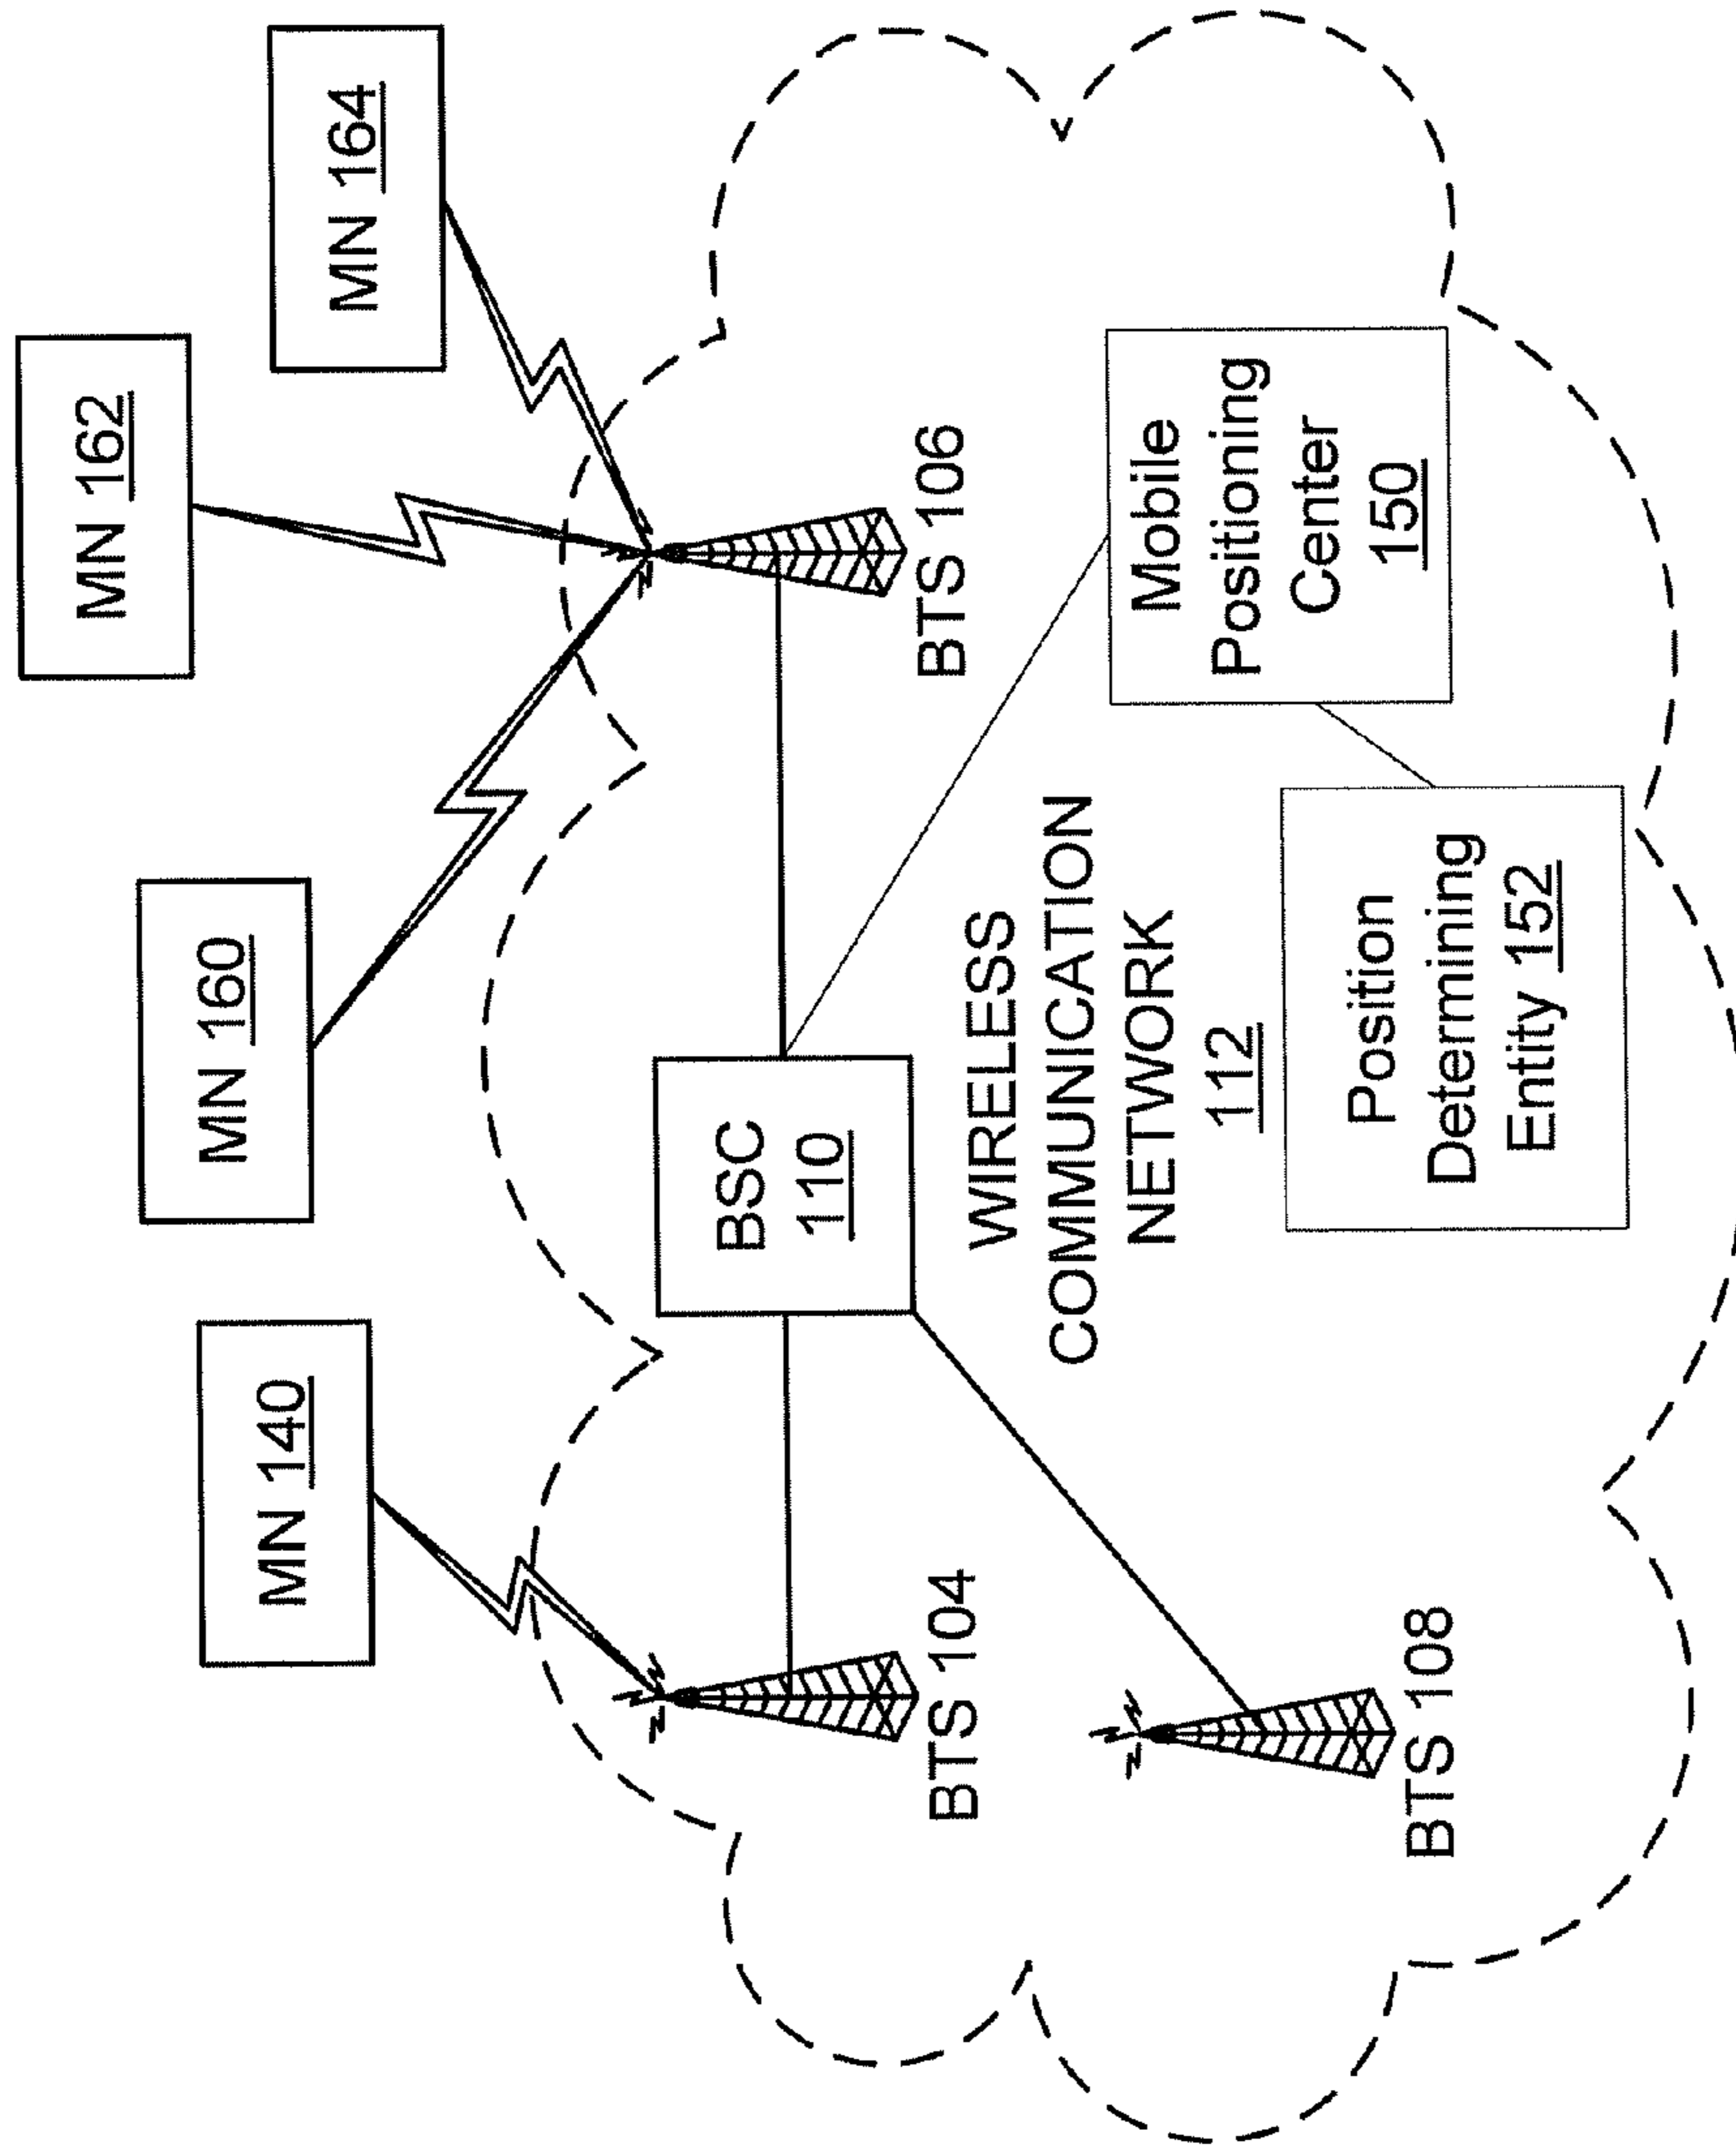 MN 140
MN 160
MN 162
MN 164
BSC
110
BTS 104
BTS 106
WIRELESS
COMMUNICATION
NETWORK
112
Mobile
Positioning
Center
150
Position
Determining
Entity 152
BTS 108